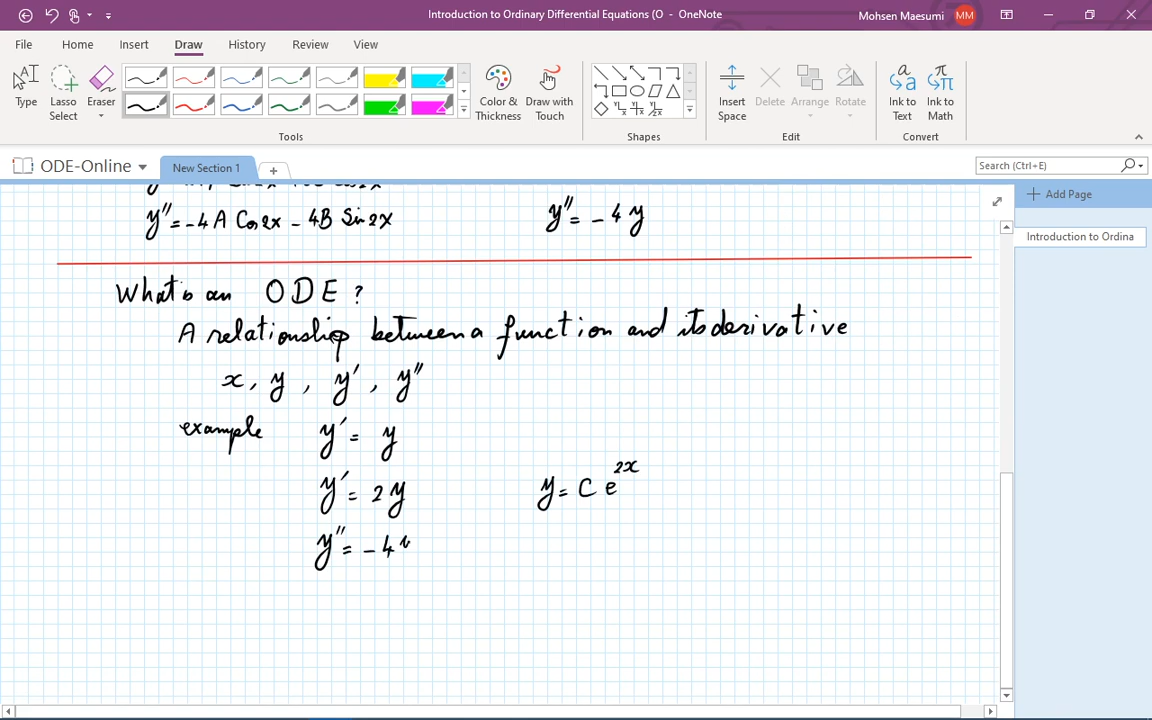 Introduction to Ordinary Differential Equations (O - OneNote
Mohsen Maesumi MM
File Home Insert Draw History Review View
Type Lasso Select Eraser Color & Thickness Draw with Touch Insert Space Delete Arrange Rotate Ink to Text Ink to Math
Tools Shapes Edit Convert
ODE-Online New Section 1 Search (Ctrl+E)
Add Page
Introduction to Ordina
y'' = -4A Cos2x - 4B Sin2x y'' = -4y
What is an ODE?
A relationship between a function and its derivative
x, y, y', y''
example y' = y
y' = 2y y = C e^2x
y'' = -4